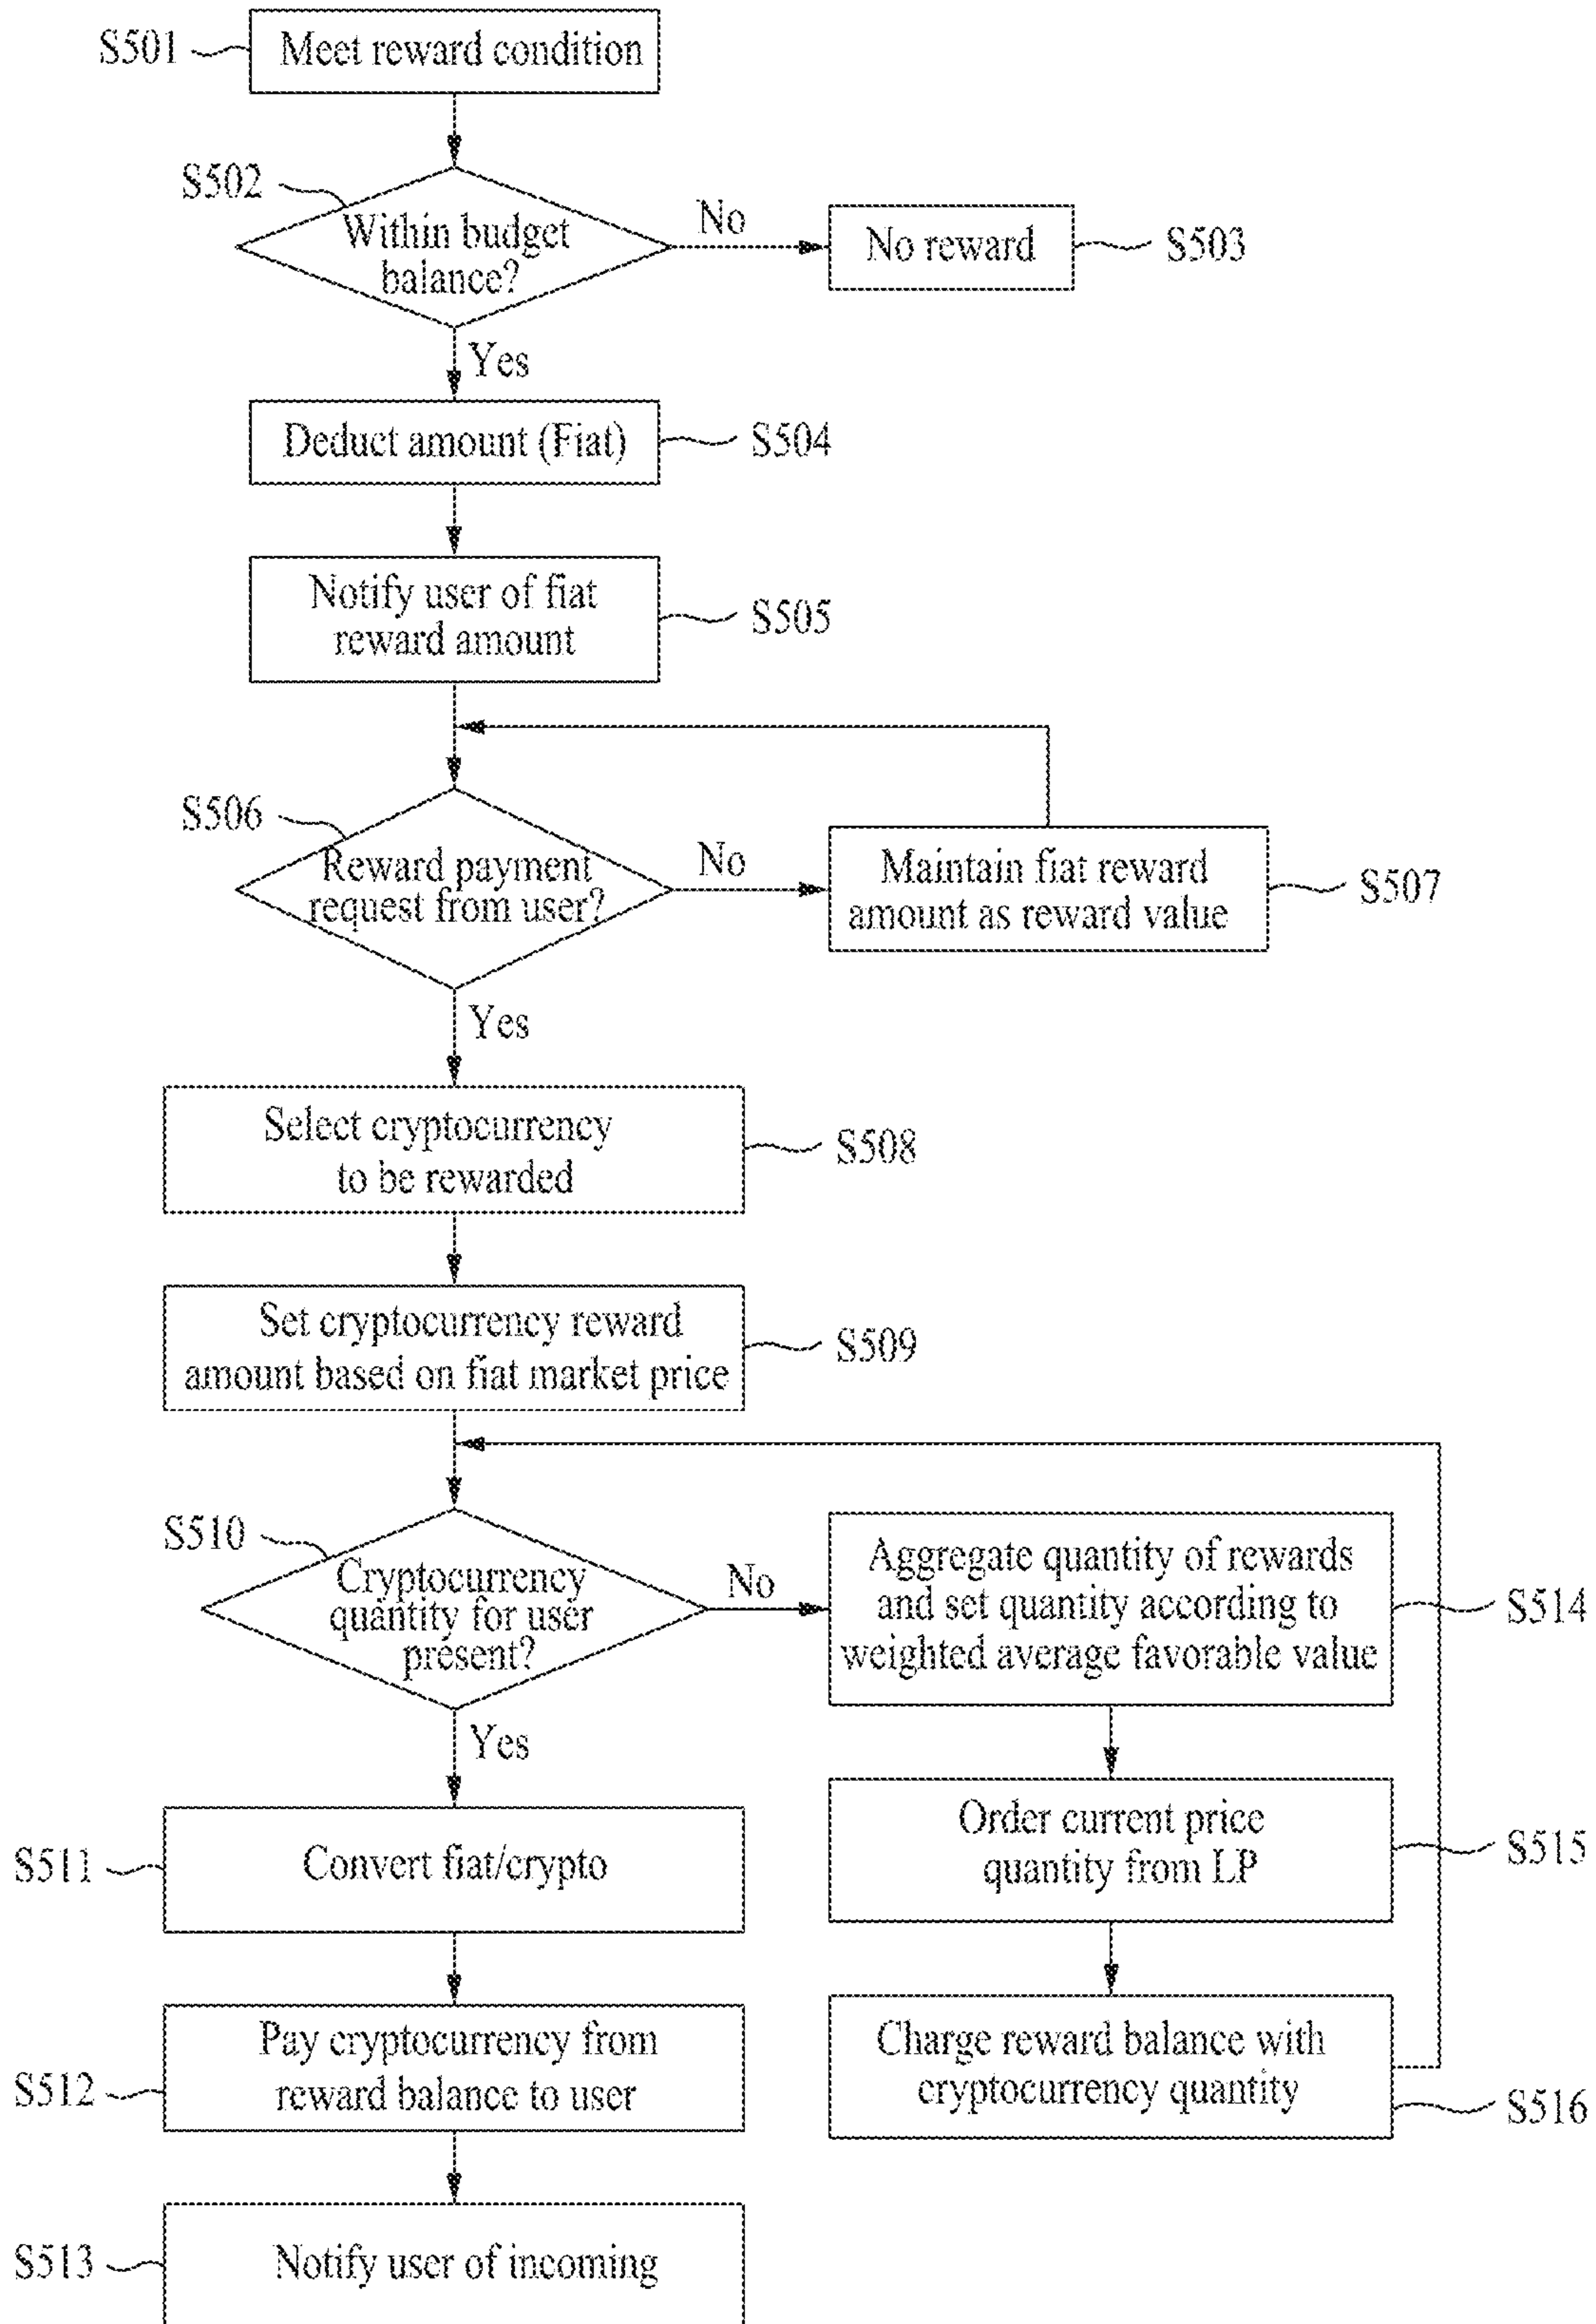 S501
Meet reward condition
S502
Within budget
balance?
No
No reward
S503
Yes
Deduct amount (Fiat)
S504
Notify user of fiat
reward amount
S505
S506
Reward payment
request from user?
No
Maintain fiat reward
amount as reward value
S507
Yes
Select cryptocurrency
to be rewarded
S508
Set cryptocurrency reward
amount based on fiat market price
S509
S510
Cryptocurrency
quantity for user
present?
No
Aggregate quantity of rewards
and set quantity according to
weighted average favorable value
S514
Yes
Order current price
quantity from LP
S515
S511
Convert fiat/crypto
Charge reward balance with
cryptocurrency quantity
S516
S512
Pay cryptocurrency from
reward balance to user
S513
Notify user of incoming